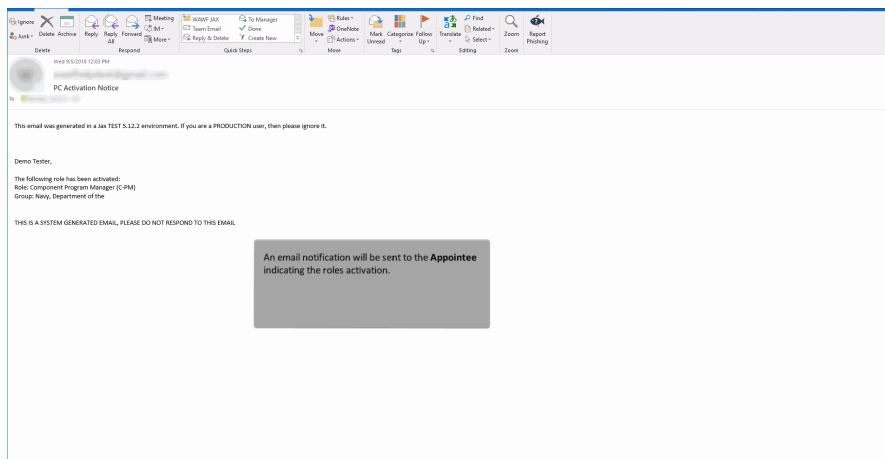 Ignore
Junk
Delete
Archive
Reply
Reply All
Forward
Meeting
IM
More
WAWF JAX
Team Email
Reply & Delete
To Manager
Done
Create New
Move
Rules
OneNote
Actions
Mark Unread
Categorize
Follow Up
Translate
Find
Related
Select
Zoom
Report Phishing
Delete
Respond
Quick Steps
Move
Tags
Editing
Zoom
Wed 9/5/2018 12:03 PM
PC Activation Notice
To
This email was generated in a Jax TEST 5.12.2 environment. If you are a PRODUCTION user, then please ignore it.
Demo Tester,
The following role has been activated:
Role: Component Program Manager (C-PM)
Group: Navy, Department of the
THIS IS A SYSTEM GENERATED EMAIL, PLEASE DO NOT RESPOND TO THIS EMAIL
An email notification will be sent to the Appointee
indicating the roles activation.